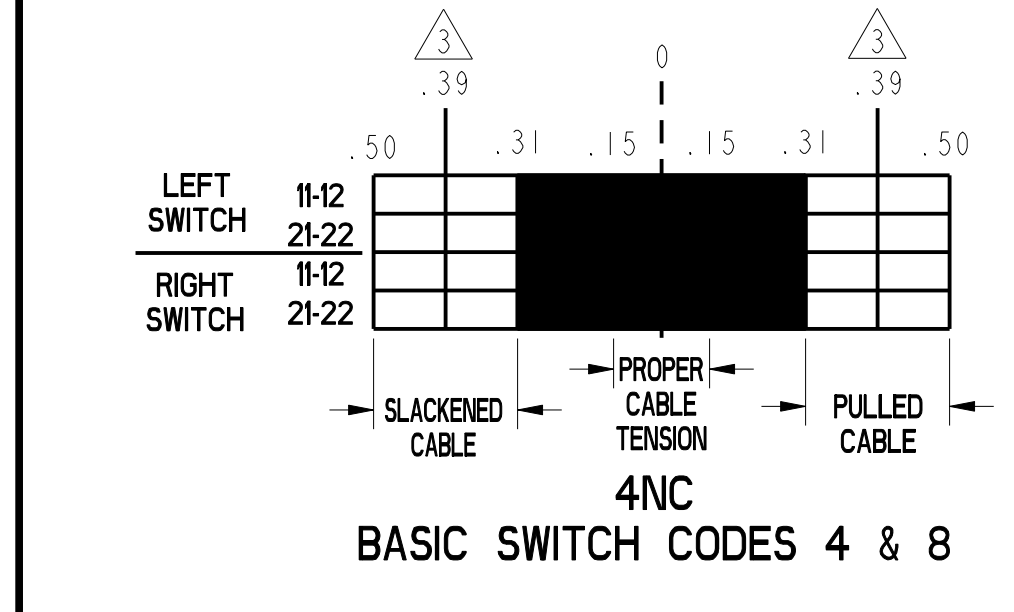 3 3
.39 0 .39
.50 .31 .15 .15 .31 .50
LEFT
SWITCH
11-12
21-22
RIGHT
SWITCH
11-12
21-22
SLACKENED
CABLE
PROPER
CABLE
TENSION
PULLED
CABLE
4NC
BASIC SWITCH CODES 4 & 8